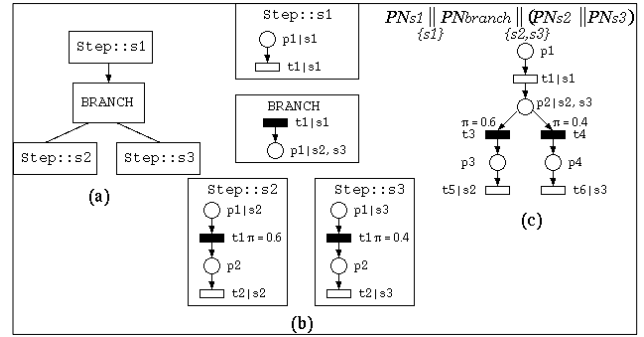 Step::s1
BRANCH
Step::s2
Step::s3
(a)
Step::s1
p1|s1
t1|s1
BRANCH
t1|s1
p1|s2,s3
Step::s2
p1|s2
t1 π = 0.6
p2
t2|s2
Step::s3
p1|s3
t1 π = 0.4
p2
t2|s3
(b)
PNs1 || PNbranch || (PNs2 || PNs3)
{s1} {s2,s3}
p1
t1|s1
p2|s2,s3
π = 0.6 π = 0.4
t3 t4
p3 p4
t5|s2 t6|s3
(c)